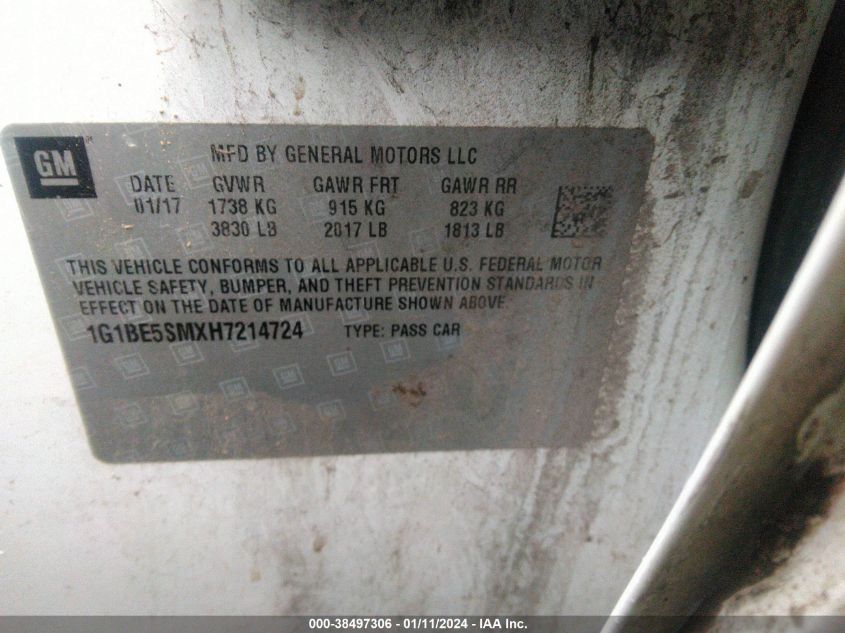 GM
MFD BY GENERAL MOTORS LLC
DATE GVWR GAWR FRT GAWR RR
01/17 1738 KG 915 KG 823 KG
3830 LB 2017 LB 1813 LB
THIS VEHICLE CONFORMS TO ALL APPLICABLE U.S. FEDERAL MOTOR
VEHICLE SAFETY, BUMPER, AND THEFT PREVENTION STANDARDS IN
EFFECT ON THE DATE OF MANUFACTURE SHOWN ABOVE
1G1BE5SMXH7214724 TYPE: PASS CAR
000-38497306 - 01/11/2024 - IAA Inc.